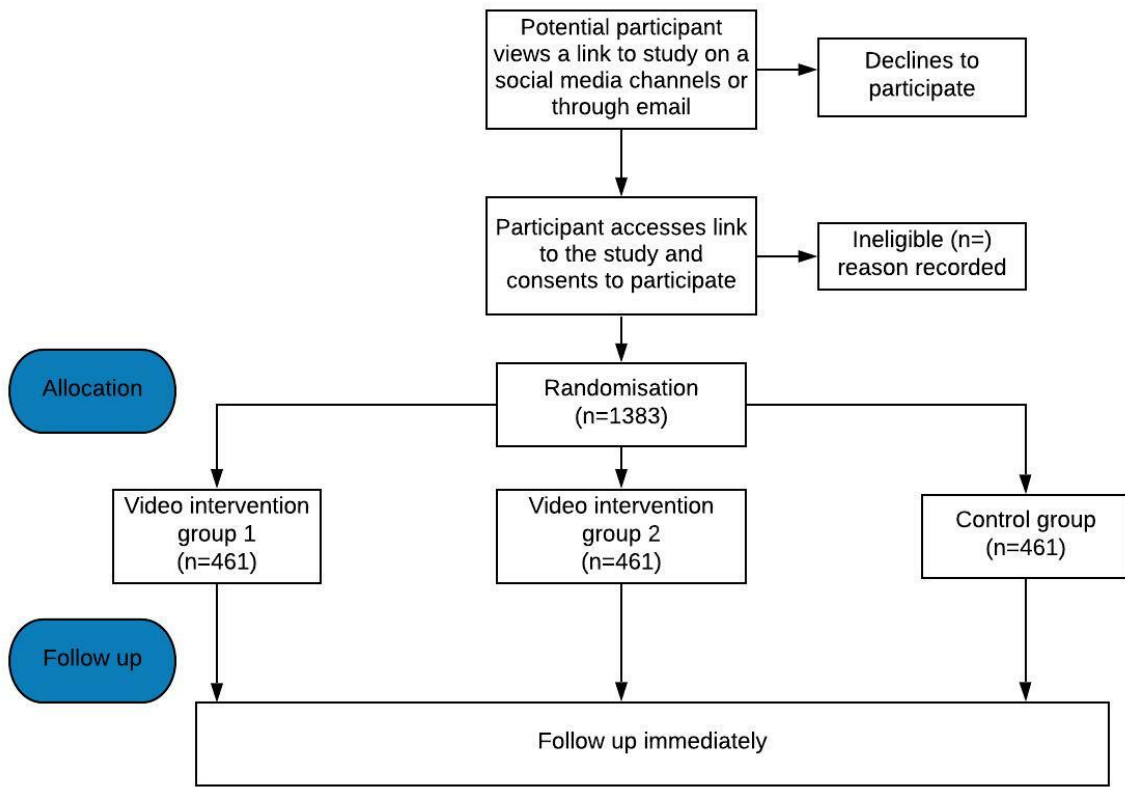 Potential participant
views a link to study on a
social media channels or
through email
Declines to
participate
Participant accesses link
to the study and
consents to participate
Ineligible (n=)
reason recorded
Allocation
Randomisation
(n=1383)
Video intervention
group 1
(n=461)
Video intervention
group 2
(n=461)
Control group
(n=461)
Follow up
Follow up immediately